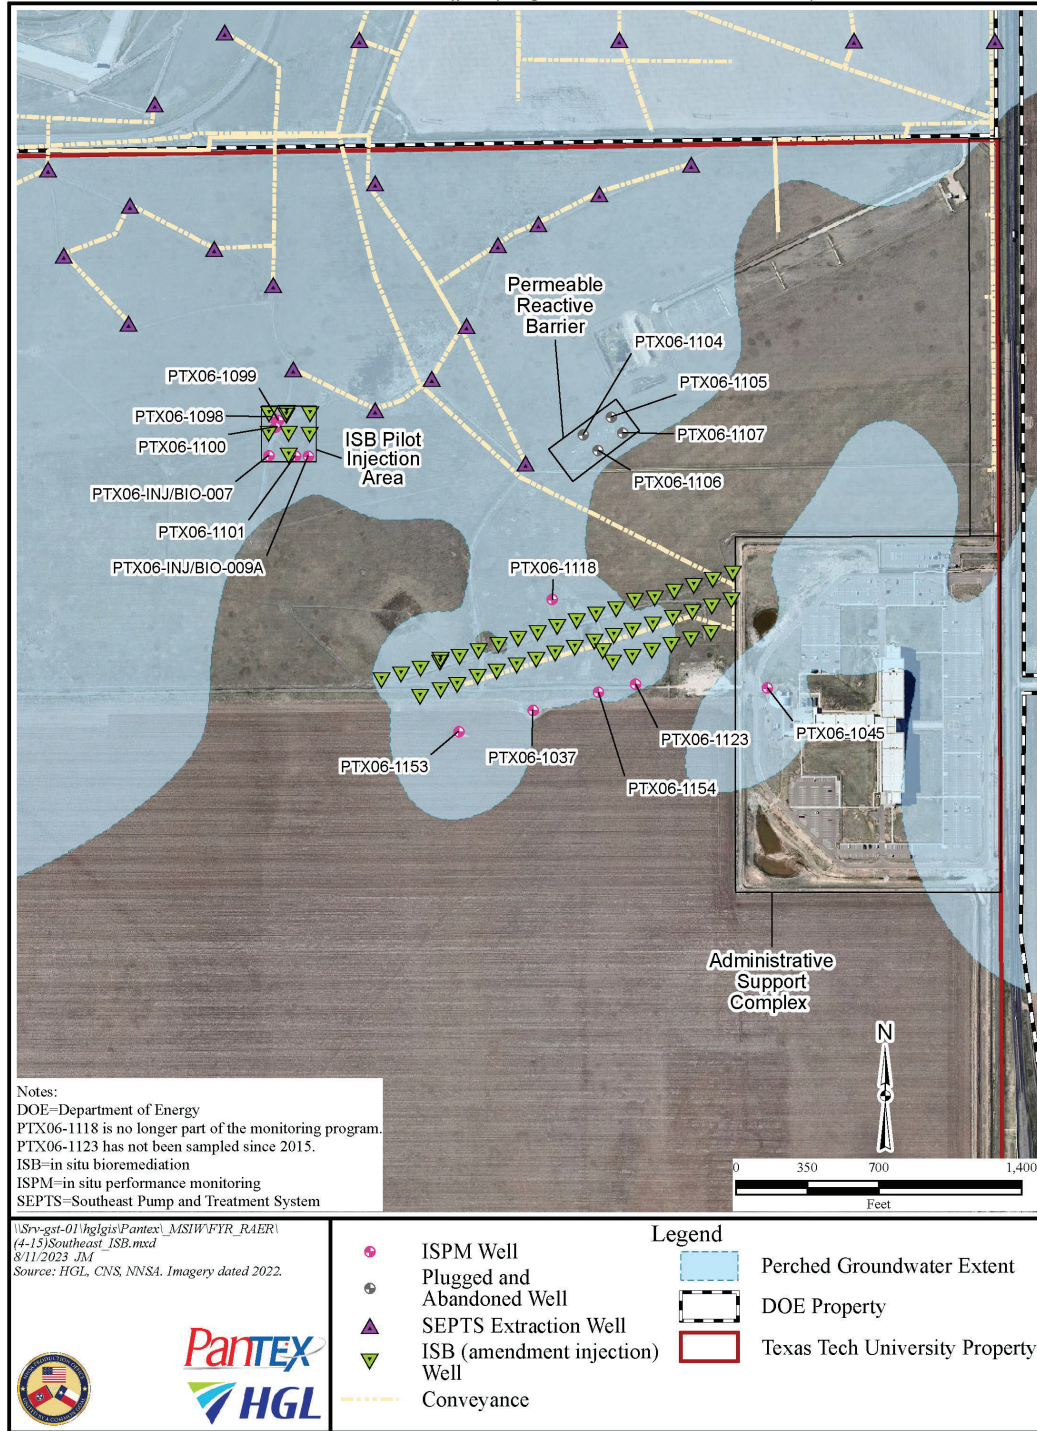 Permeable
Reactive
Barrier
PTX06-1104
PTX06-1105
PTX06-1107
PTX06-1106
PTX06-1099
PTX06-1098
PTX06-1100
PTX06-INJ/BIO-007
PTX06-1101
PTX06-INJ/BIO-009A
ISB Pilot
Injection
Area
PTX06-1118
PTX06-1153
PTX06-1037
PTX06-1123
PTX06-1154
PTX06-1045
Administrative
Support
Complex
N
0 350 700 1,400
Feet
Notes:
DOE=Department of Energy
PTX06-1118 is no longer part of the monitoring program.
PTX06-1123 has not been sampled since 2015.
ISB=in situ bioremediation
ISPM=in situ performance monitoring
SEPTS=Southeast Pump and Treatment System
\\Srv-gst-01\hglgis\Pantex\_MSIW\FYR_RAER\
(4-15)Southeast_ISB.mxd
8/11/2023 JM
Source: HGL, CNS, NNSA. Imagery dated 2022.
PANTEX
HGL
Legend
ISPM Well
Plugged and
Abandoned Well
SEPTS Extraction Well
ISB (amendment injection)
Well
Conveyance
Perched Groundwater Extent
DOE Property
Texas Tech University Property